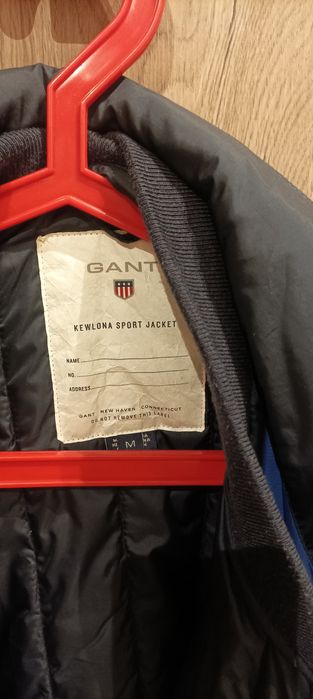 GANT
KEWLONA SPORT JACKET
NAME
NO.
ADDRESS
GANT NEW HAVEN CONNECTICUT
DO NOT REMOVE THIS LABEL
M